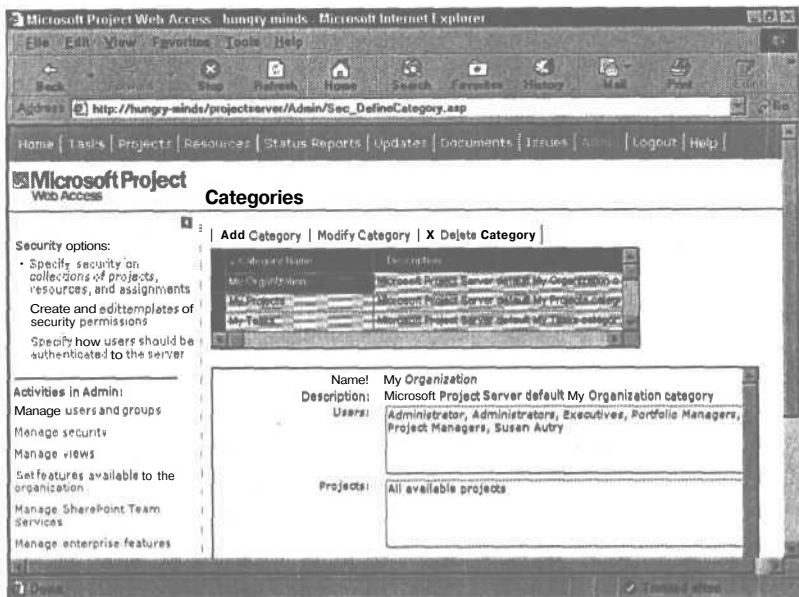 Microsoft Project Web Access - hungry minds - Microsoft Internet Explorer
File Edit View Favorites Tools Help
Back Stop Refresh Home Search Favorites History Mail Print Edit
Address http://hungry-minds/projectserver/Admin/Sec_DefineCategory.asp Go
Home | Tasks | Projects | Resources | Status Reports | Updates | Documents | Issues | Admin | Logout | Help |
Microsoft Project
Web Access
Categories
| Add Category | Modify Category | X Delete Category |
Category Name Description
My Organization Microsoft Project Server default My Organization c
My Projects Microsoft Project Server default My Projects categ
My Tasks Microsoft Project Server default My Tasks categor
Security options:
• Specify security on
collections of projects,
resources, and assignments
Create and edittemplates of
security permissions
Specify how users should be
authenticated to the server
Activities in Admin:
Manage users and groups
Manage security
Manage views
Set features available to the
organization
Manage SharePoint Team
Services
Manage enterprise features
Name! My Organization
Description: Microsoft Project Server default My Organization category
Users: Administrator, Administrators, Executives, Portfolio Managers,
Project Managers, Susan Autry
Projects: All available projects
Done Trusted sites